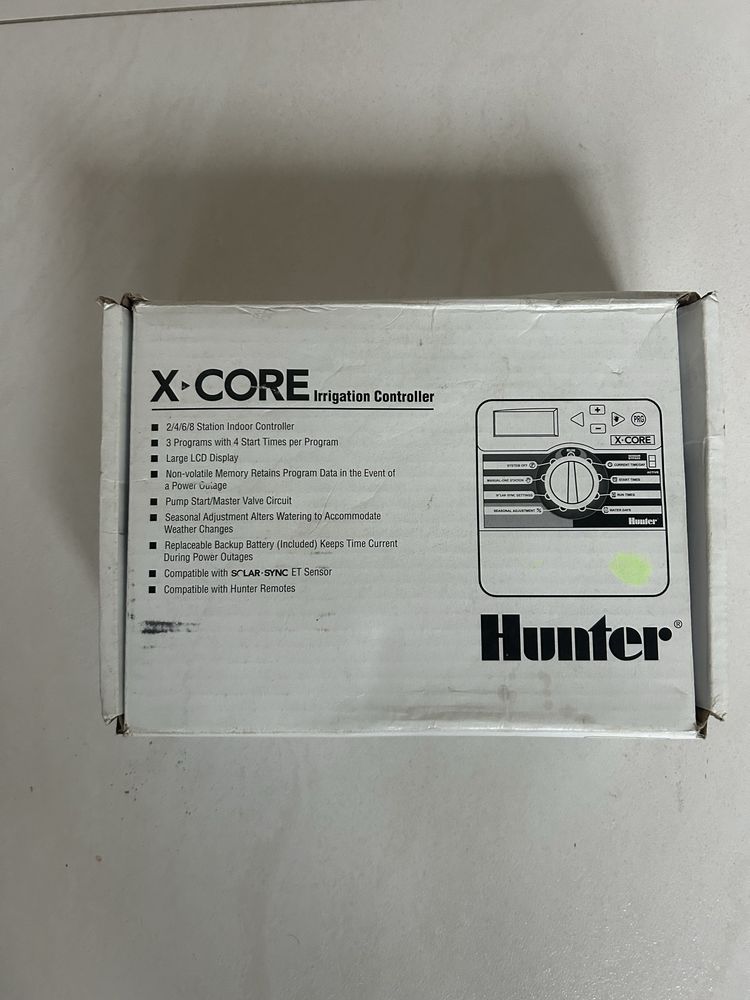 X-CORE Irrigation Controller
■ 2/4/6/8 Station Indoor Controller
■ 3 Programs with 4 Start Times per Program
■ Large LCD Display
■ Non-volatile Memory Retains Program Data in the Event of
a Power Outage
■ Pump Start/Master Valve Circuit
■ Seasonal Adjustment Alters Watering to Accommodate
Weather Changes
■ Replaceable Backup Battery (Included) Keeps Time Current
During Power Outages
■ Compatible with SOLAR-SYNC ET Sensor
■ Compatible with Hunter Remotes
+
-
PRG
X-CORE
SYSTEM OFF
MANUAL-ONE STATION
SOLAR SYNC SETTINGS
SEASONAL ADJUSTMENT %
CURRENT TIME/DAY
START TIMES
RUN TIMES
WATER DAYS
ACTIVE
Hunter
Hunter®